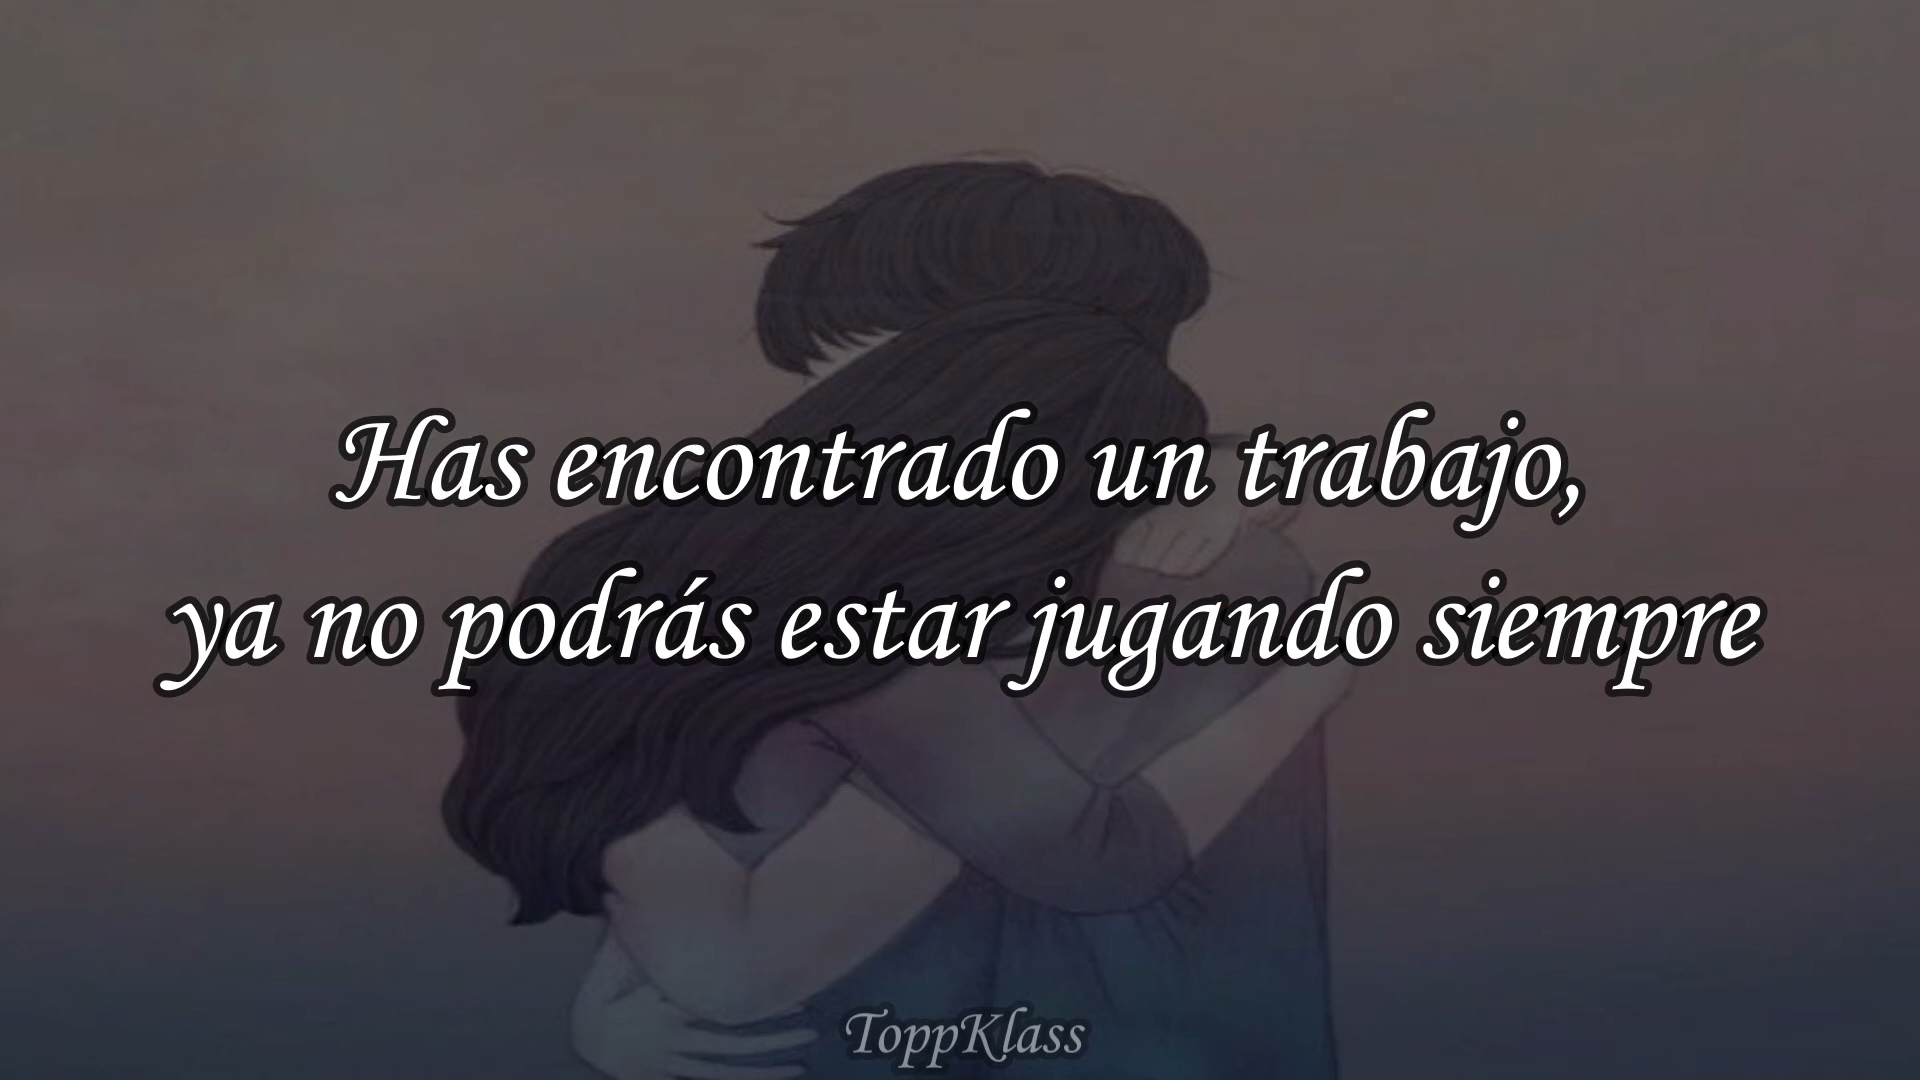 Has encontrado un trabajo,
ya no podrás estar jugando siempre
ToppKlass